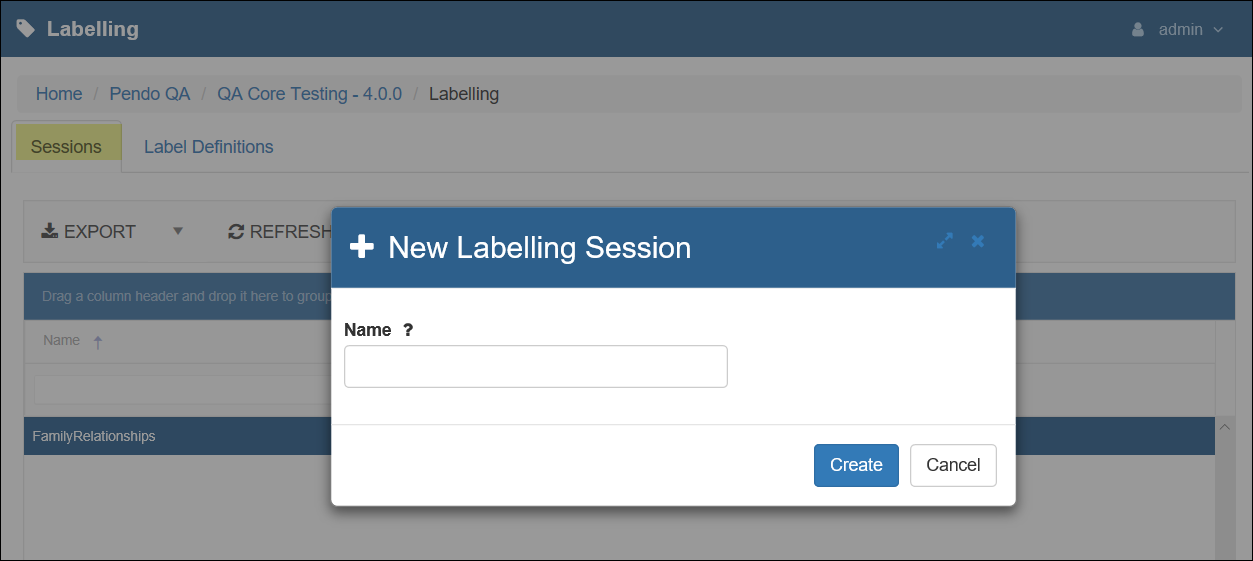 Labelling
admin
Home / Pendo QA / QA Core Testing - 4.0.0 / Labelling
Sessions
Label Definitions
EXPORT
REFRESH
New Labelling Session
Drag a column header and drop it here to group
Name
Name ?
FamilyRelationships
Create
Cancel